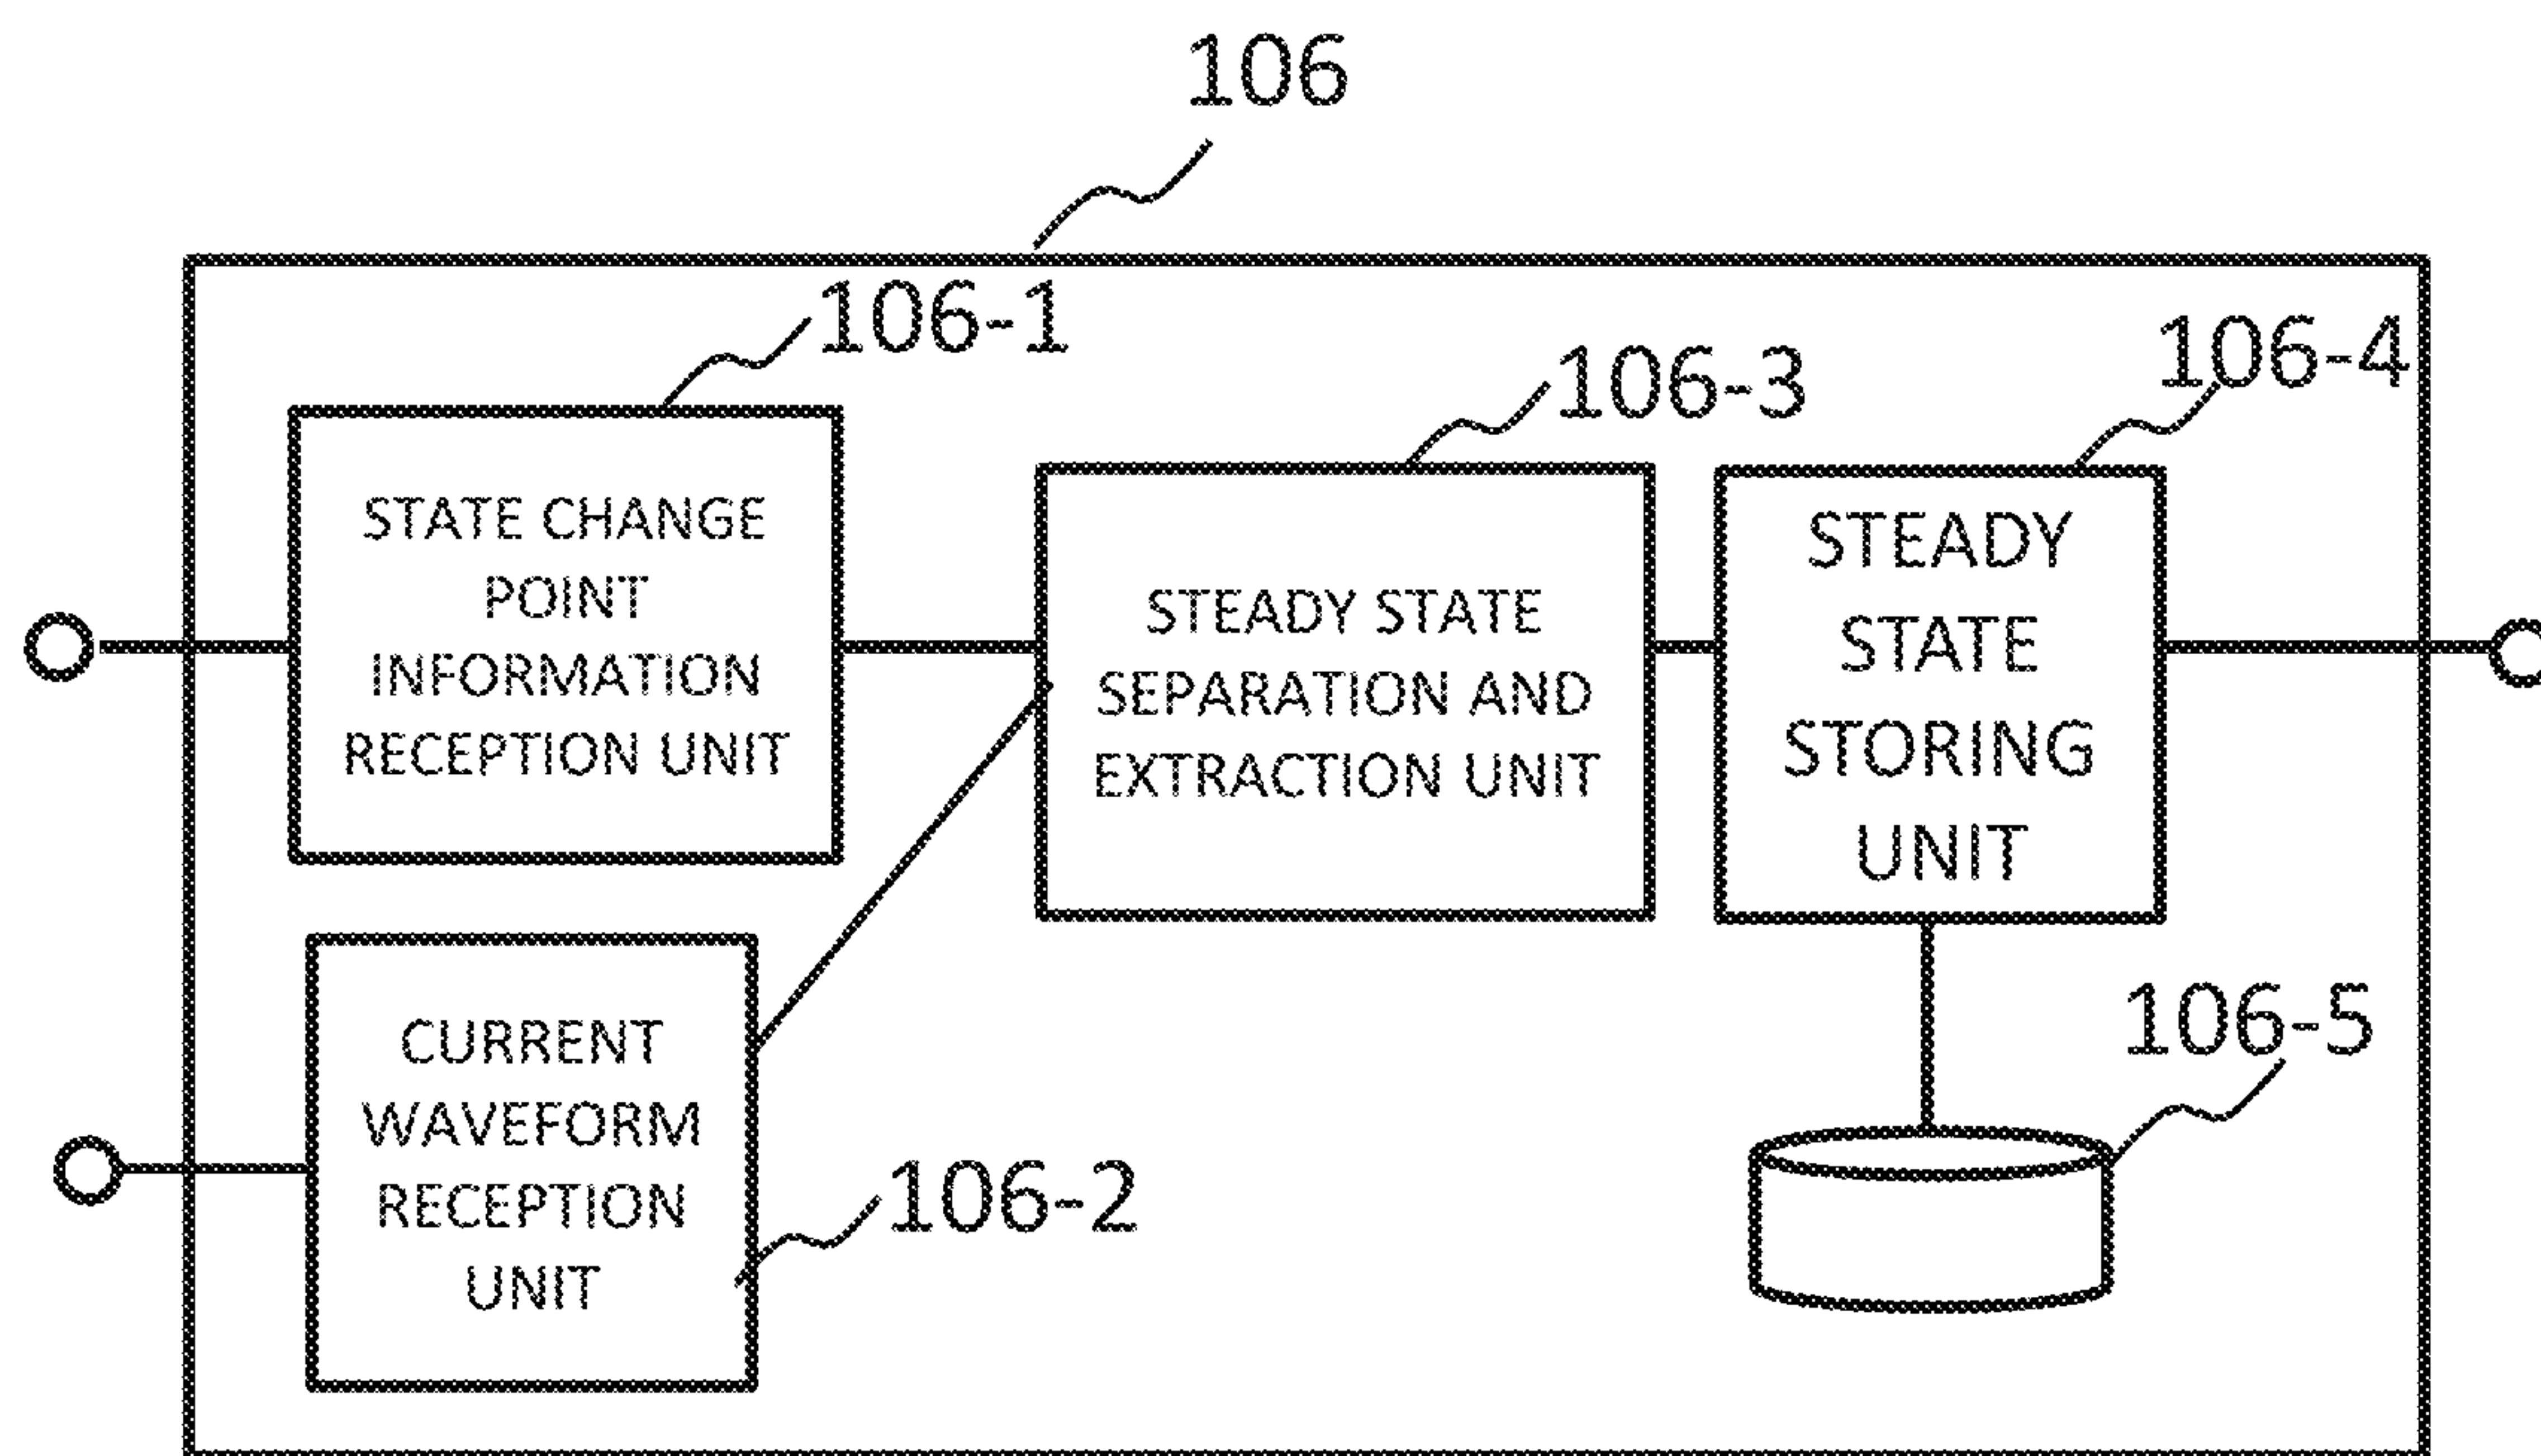 106
106-1
STATE CHANGE
POINT
INFORMATION
RECEPTION UNIT
106-3
STEADY STATE
SEPARATION AND
EXTRACTION UNIT
106-4
STEADY
STATE
STORING
UNIT
CURRENT
WAVEFORM
RECEPTION
UNIT
106-2
106-5